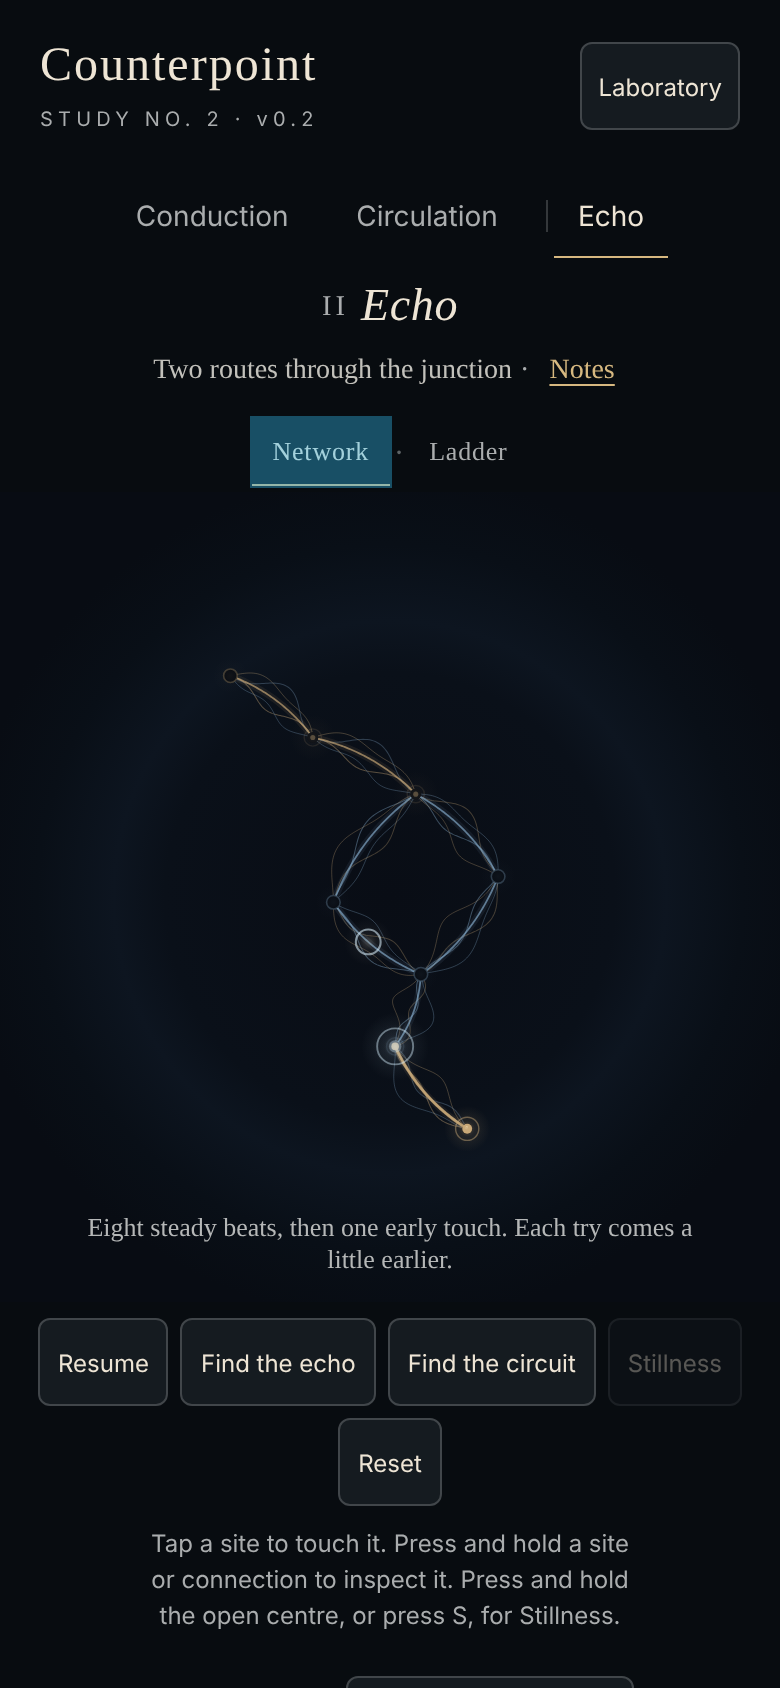 Counterpoint
STUDY NO. 2 · v0.2
Laboratory
Conduction Circulation Echo
II Echo
Two routes through the junction · Notes
Network · Ladder
Eight steady beats, then one early touch. Each try comes a
little earlier.
Resume Find the echo Find the circuit Stillness
Reset
Tap a site to touch it. Press and hold a site
or connection to inspect it. Press and hold
the open centre, or press S, for Stillness.